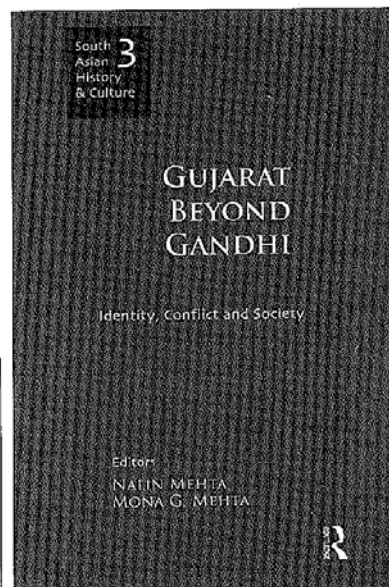 South
Asian 3
History
& Culture
GUJARAT
BEYOND
GANDHI
Identity, Conflict and Society
Editors
NALIN MEHTA
MONA G. MEHTA
R